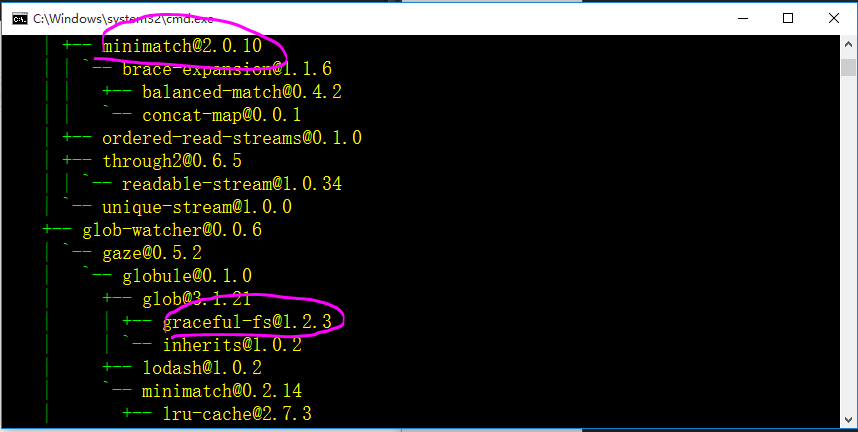 C:\Windows\system32\cmd.exe
+-- minimatch@2.0.10
| `-- brace-expansion@1.1.6
|   +-- balanced-match@0.4.2
|   `-- concat-map@0.0.1
+-- ordered-read-streams@0.1.0
+-- through2@0.6.5
| `-- readable-stream@1.0.34
`-- unique-stream@1.0.0
+-- glob-watcher@0.0.6
| `-- gaze@0.5.2
|   `-- globule@0.1.0
|     +-- glob@3.1.21
|     | +-- graceful-fs@1.2.3
|     | `-- inherits@1.0.2
|     +-- lodash@1.0.2
|     `-- minimatch@0.2.14
|       +-- lru-cache@2.7.3